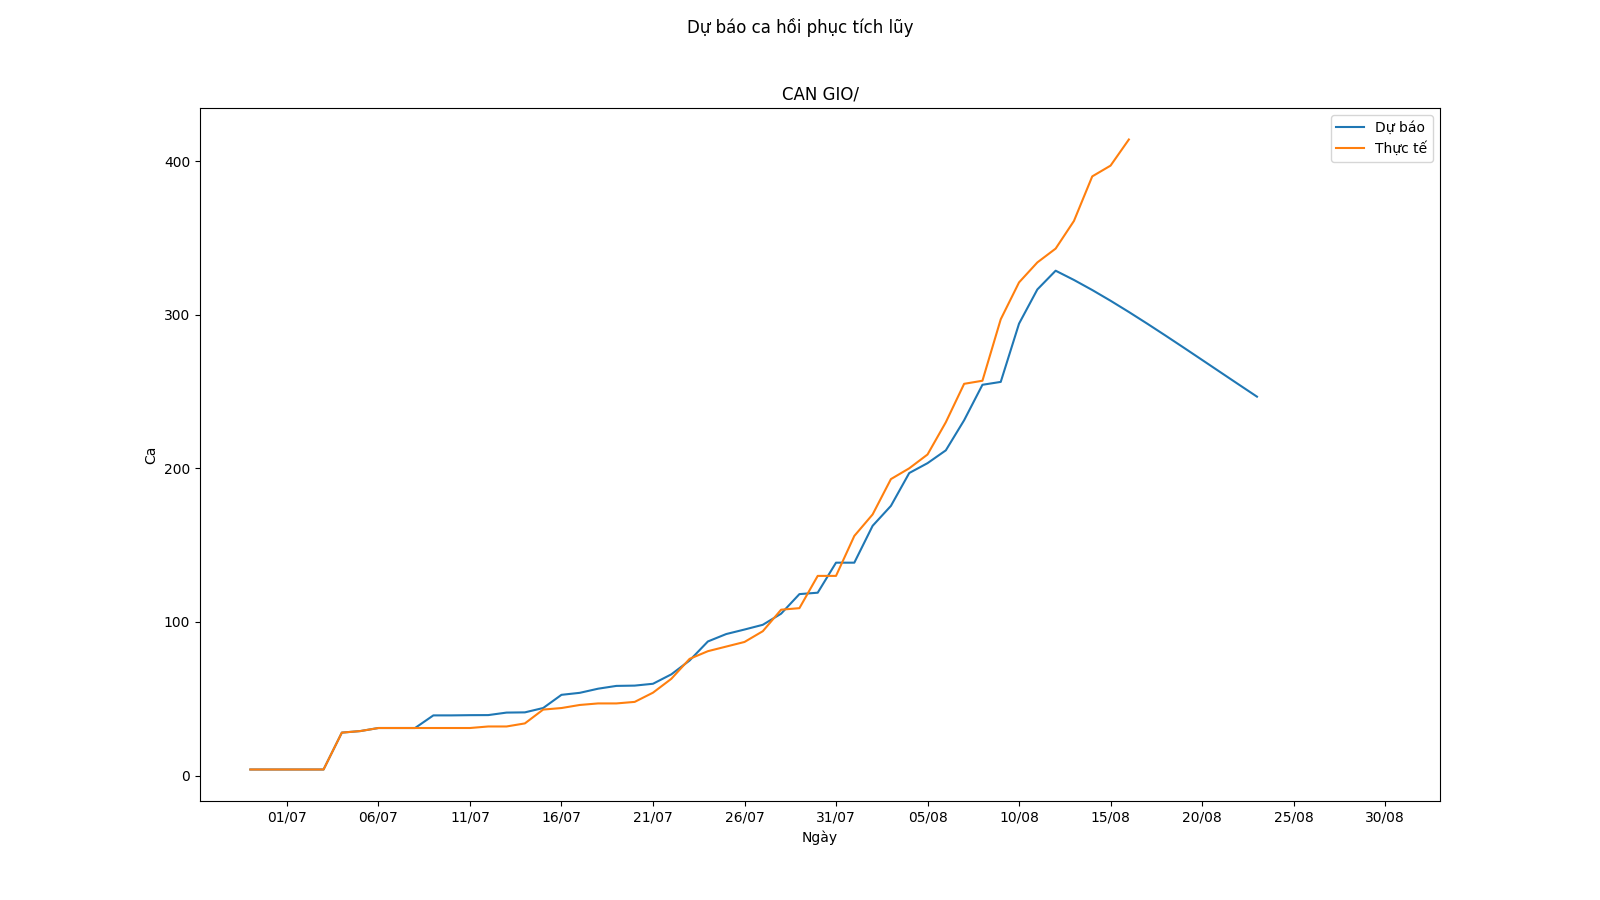 Dự báo ca hồi phục tích lũy
CAN GIO/
Dự báo
Thực tế
400
300
200
100
0
Ca
01/07 06/07 11/07 16/07 21/07 26/07 31/07 05/08 10/08 15/08 20/08 25/08 30/08
Ngày